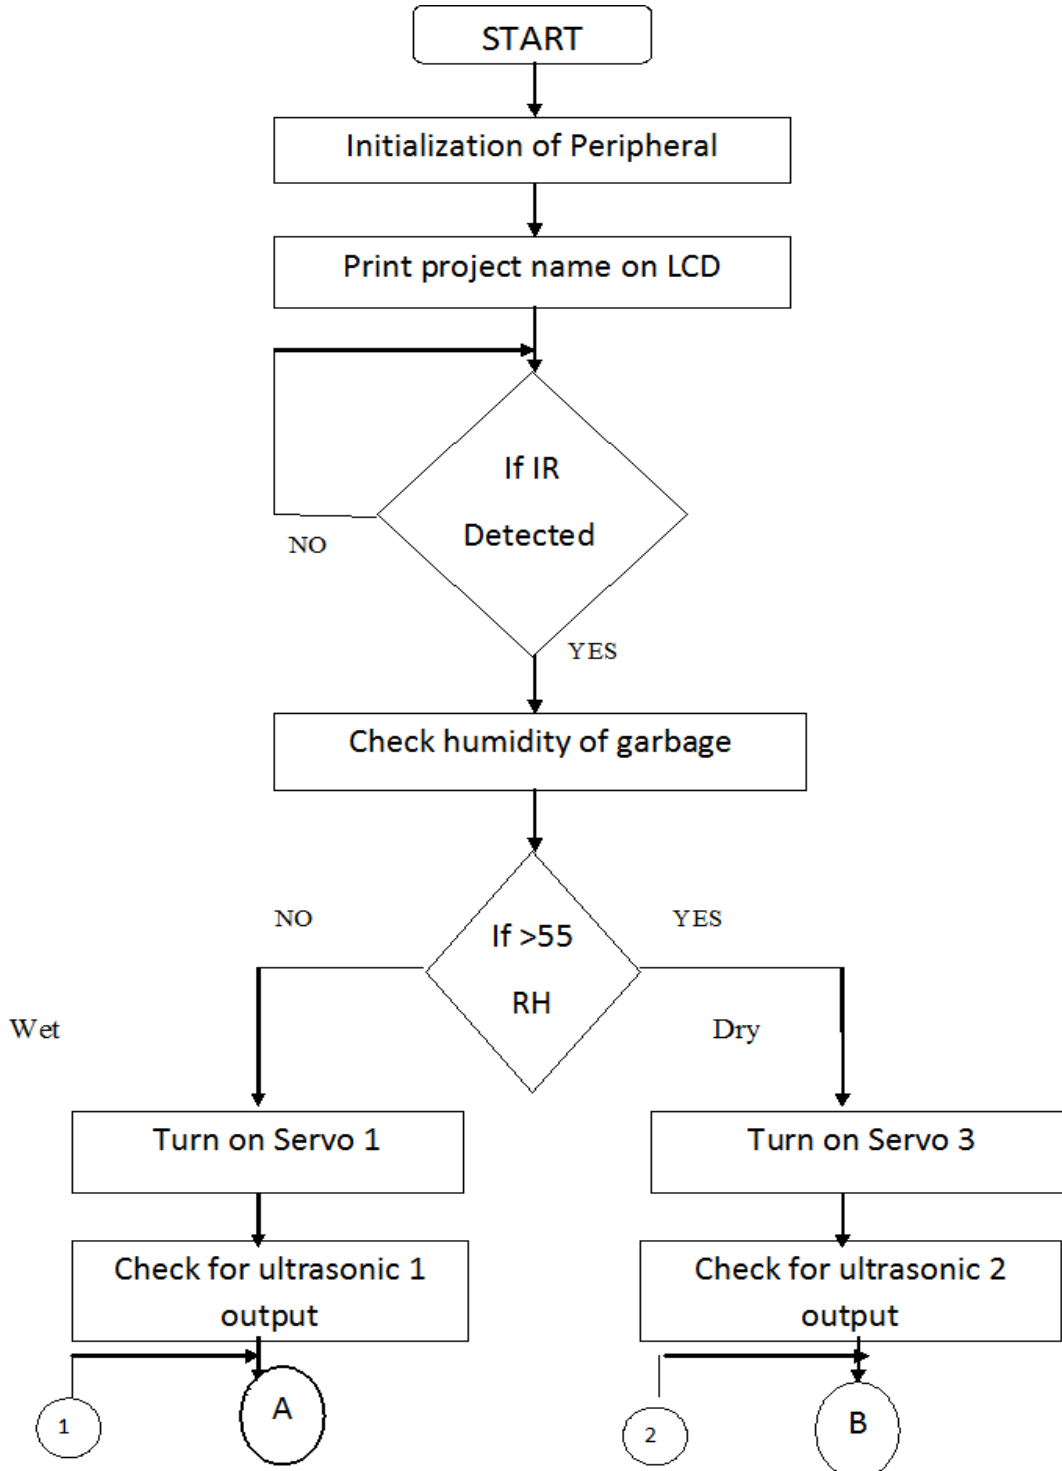 START
Initialization of Peripheral
Print project name on LCD
If IR
Detected
NO
YES
Check humidity of garbage
NO
If >55
YES
RH
Wet
Dry
Turn on Servo 1
Turn on Servo 3
Check for ultrasonic 1
output
Check for ultrasonic 2
output
1
A
2
B